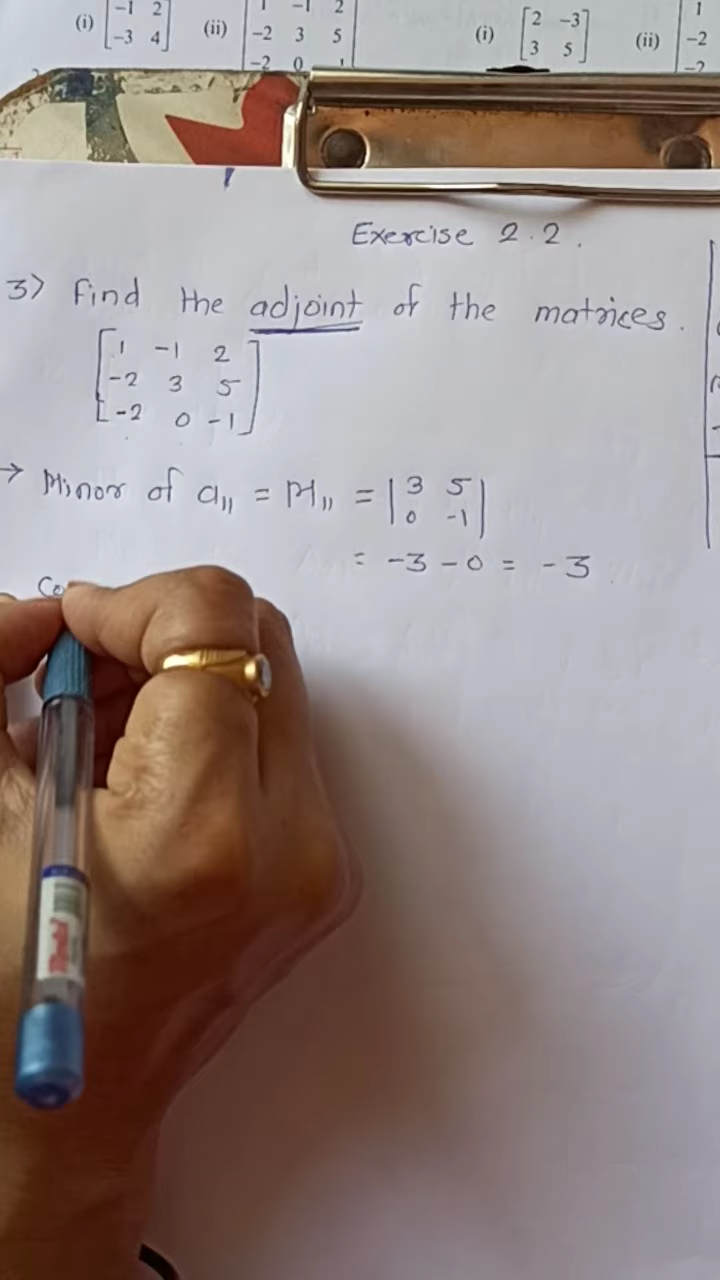 (i) [-1 2
-3 4] (ii) 1 -1 2
-2 3 5
-2 0 (i) [2 -3
3 5] (ii) 1
-2
-2
Exercise 2.2.
3) Find the adjoint of the matrices.
[1 -1 2
-2 3 5
-2 0 -1]
→ Minor of a₁₁ = M₁₁ = |3 5
0 -1|
= -3 - 0 = -3
Co